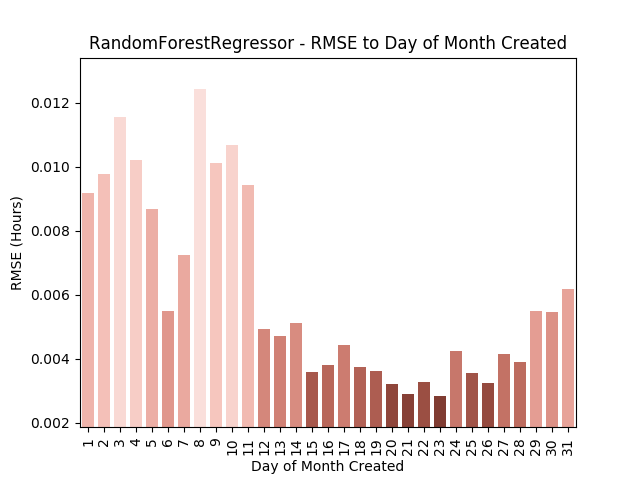 RandomForestRegressor - RMSE to Day of Month Created
0.012
0.010
0.008
0.006
0.004
0.002
RMSE (Hours)
1 2 3 4 5 6 7 8 9 10 11 12 13 14 15 16 17 18 19 20 21 22 23 24 25 26 27 28 29 30 31
Day of Month Created